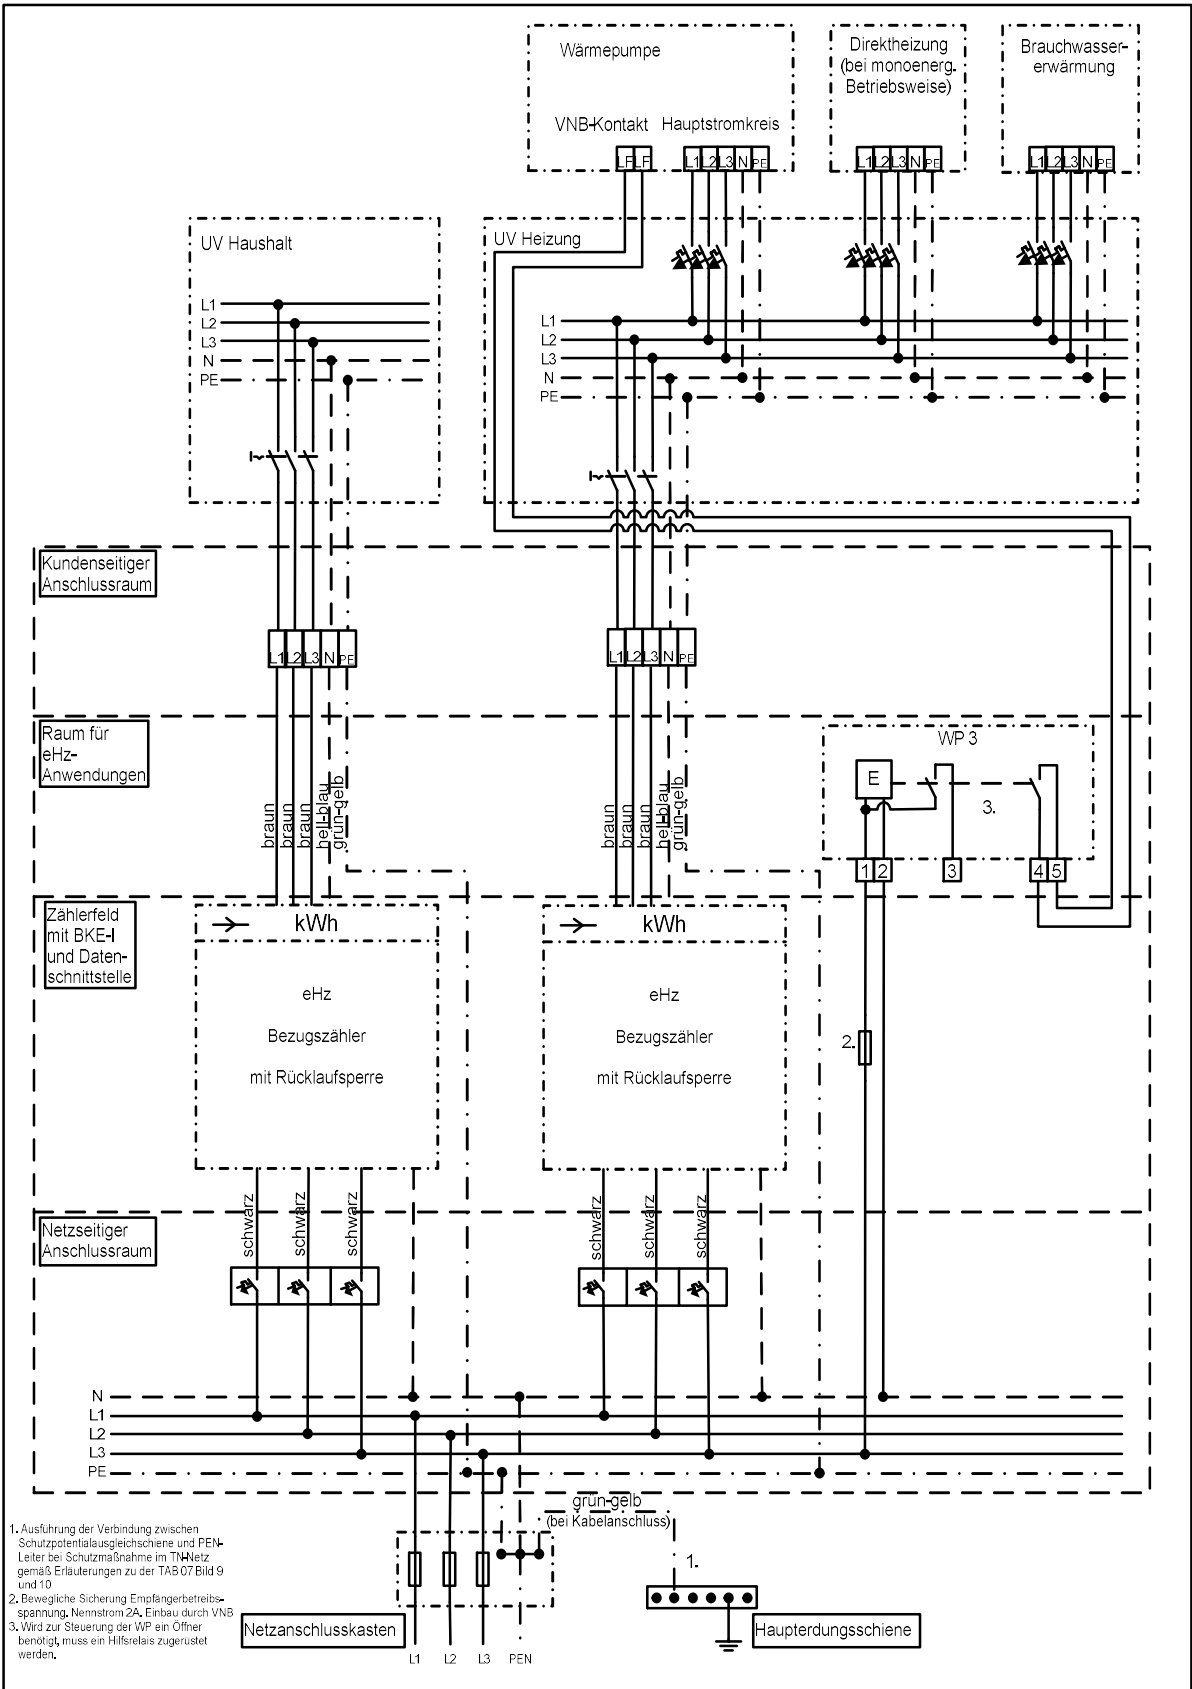 Wärmepumpe
Direktheizung
(bei monoenerg.
Betriebsweise)
Brauchwasser-
erwärmung
VNB-Kontakt Hauptstromkreis
LF LF L1 L2 L3 N PE
L1 L2 L3 N PE
L1 L2 L3 N PE
UV Haushalt
L1
L2
L3
N
PE
UV Heizung
L1
L2
L3
N
PE
Kundenseitiger
Anschlussraum
L1 L2 L3 N PE
L1 L2 L3 N PE
Raum für
eHz-
Anwendungen
braun
braun
braun
hell-blau
grün-gelb
braun
braun
braun
hell-blau
grün-gelb
WP 3
E
3.
1 2 3 4 5
Zählerfeld
mit BKE-I
und Daten-
schnittstelle
kWh
eHz
Bezugszähler
mit Rücklaufsperre
kWh
eHz
Bezugszähler
mit Rücklaufsperre
2.
Netzseitiger
Anschlussraum
schwarz
schwarz
schwarz
schwarz
schwarz
schwarz
N
L1
L2
L3
PE
grün-gelb
(bei Kabelanschluss)
1.
1. Ausführung der Verbindung zwischen
Schutzpotentialausgleichschiene und PEN-
Leiter bei Schutzmaßnahme im TN-Netz
gemäß Erläuterungen zu der TAB 07 Bild 9
und 10
2. Bewegliche Sicherung Empfängerbetriebs-
spannung. Nennstrom 2A. Einbau durch VNB
3. Wird zur Steuerung der WP ein Öffner
benötigt, muss ein Hilfsrelais zugerüstet
werden.
Netzanschlusskasten
L1 L2 L3 PEN
Haupterdungsschiene